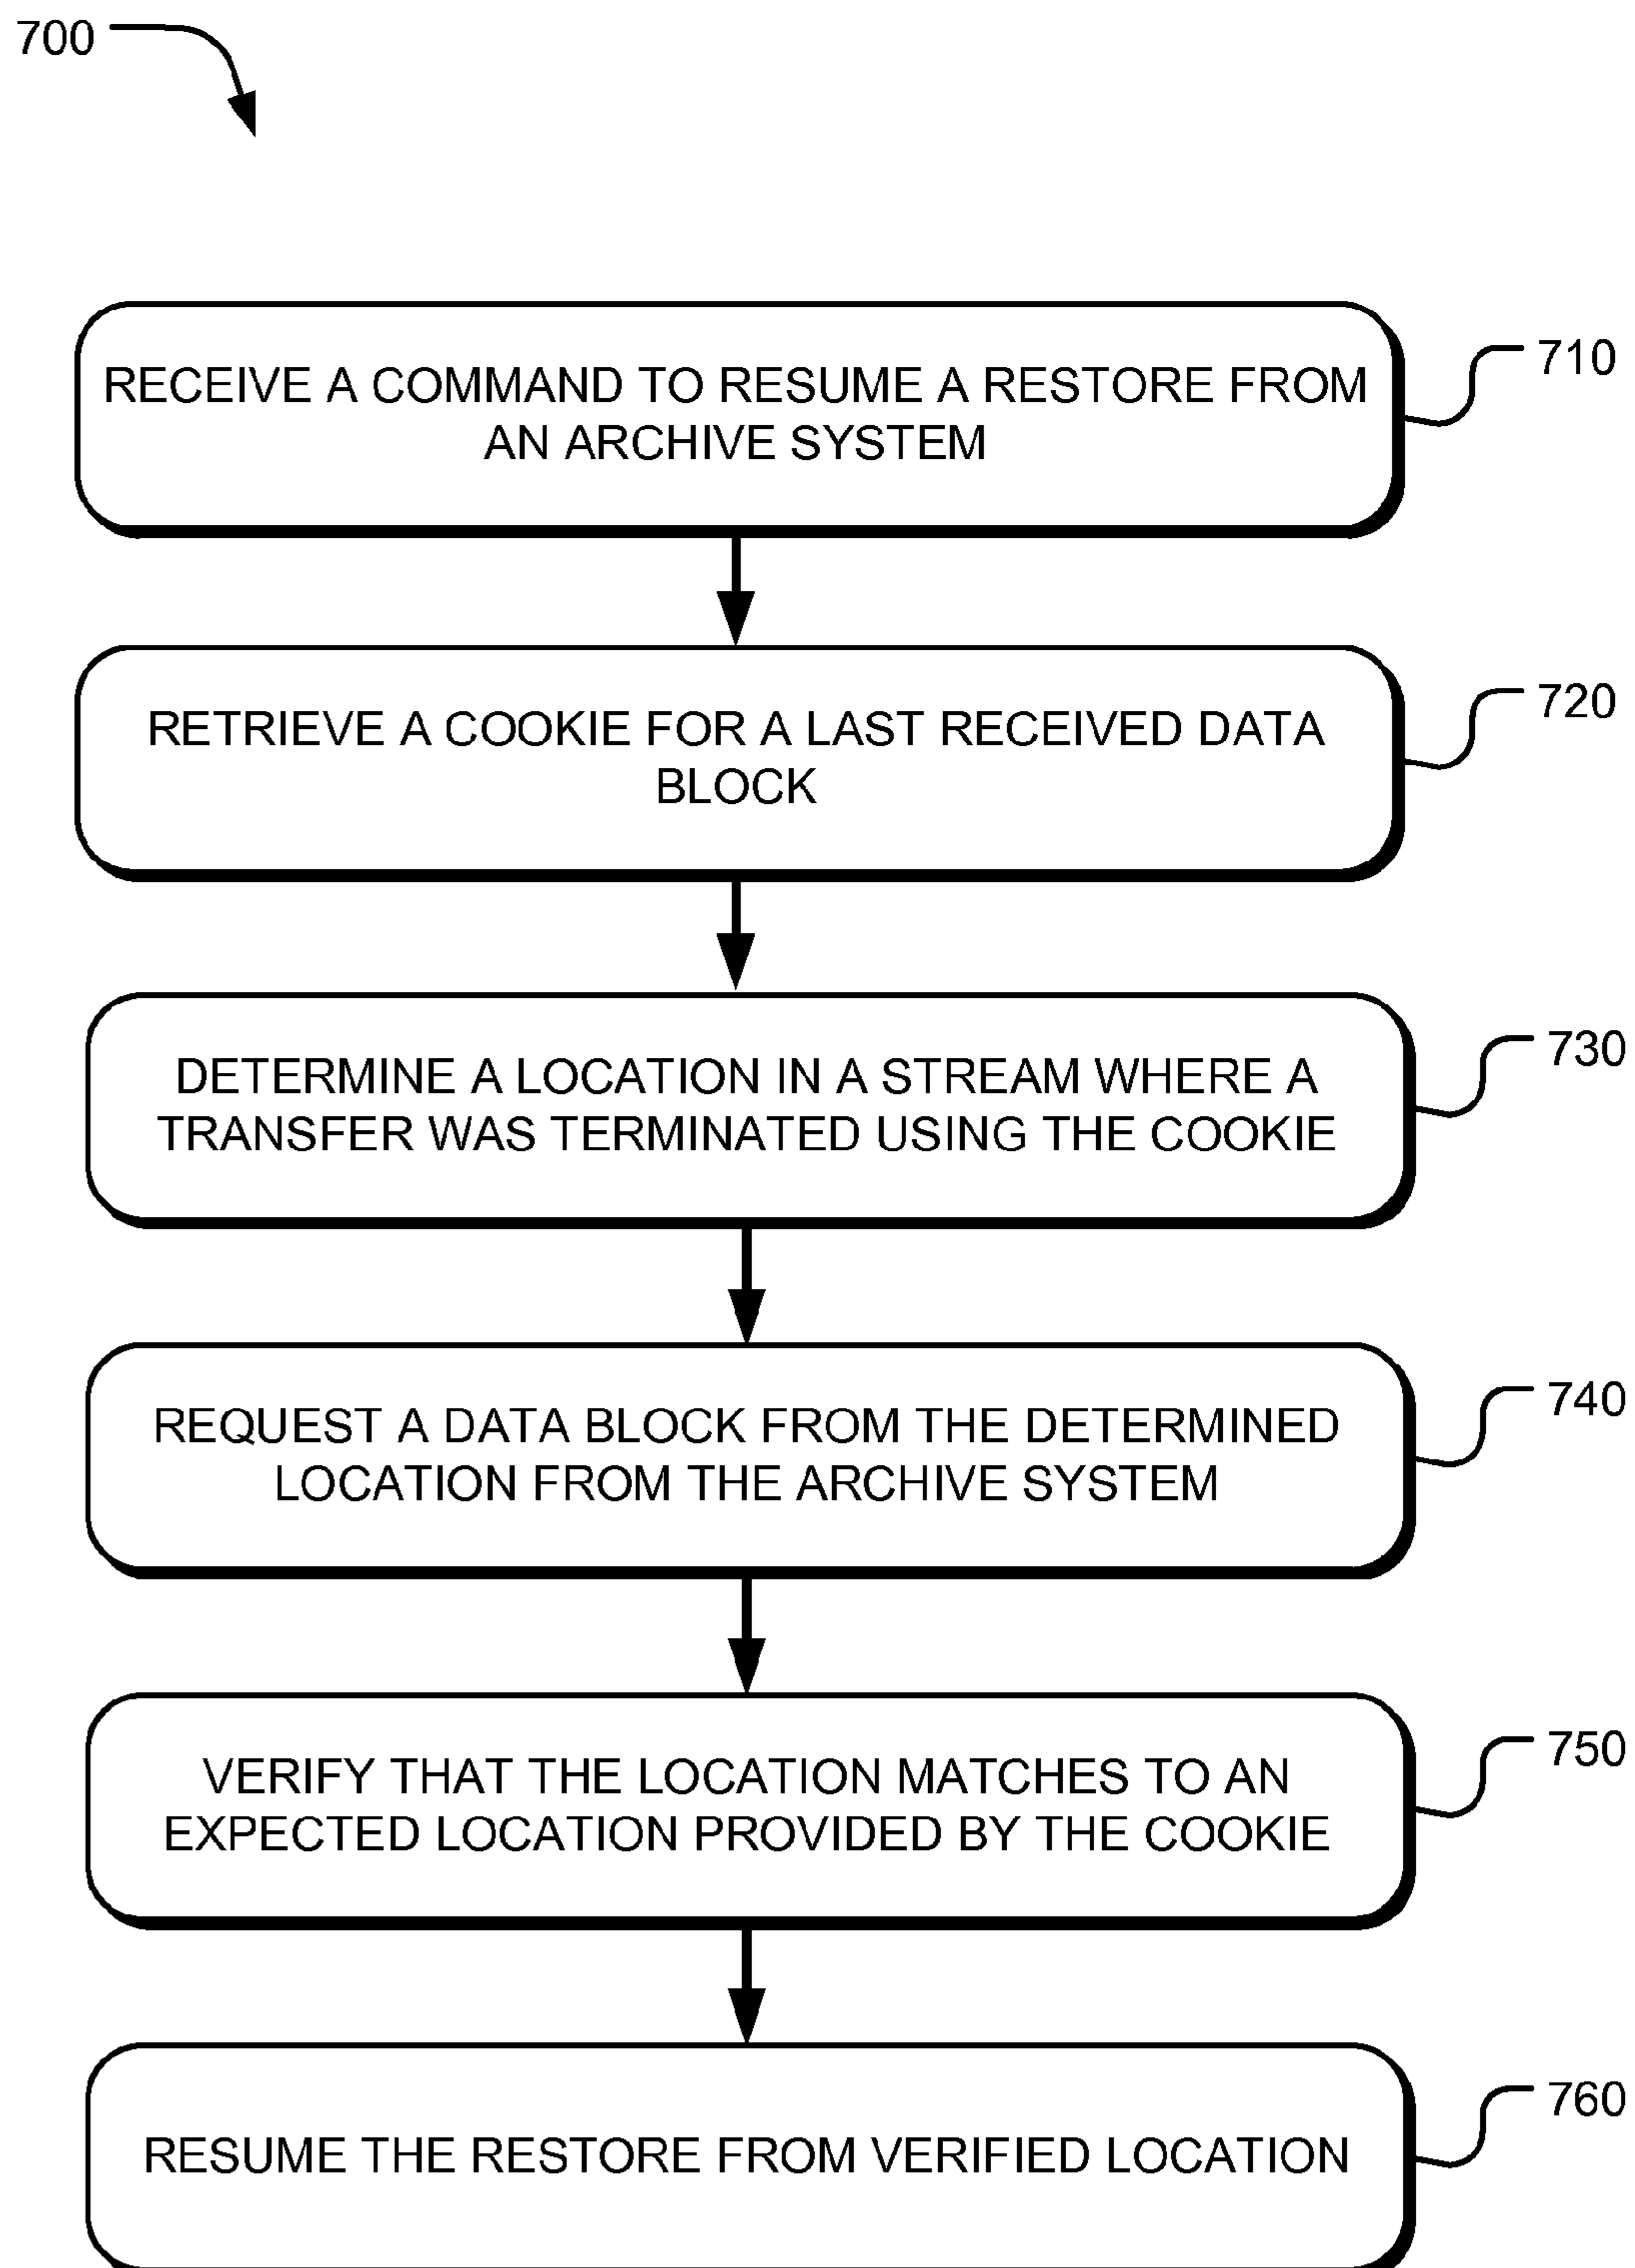 700
RECEIVE A COMMAND TO RESUME A RESTORE FROM
AN ARCHIVE SYSTEM
710
RETRIEVE A COOKIE FOR A LAST RECEIVED DATA
BLOCK
720
DETERMINE A LOCATION IN A STREAM WHERE A
TRANSFER WAS TERMINATED USING THE COOKIE
730
REQUEST A DATA BLOCK FROM THE DETERMINED
LOCATION FROM THE ARCHIVE SYSTEM
740
VERIFY THAT THE LOCATION MATCHES TO AN
EXPECTED LOCATION PROVIDED BY THE COOKIE
750
RESUME THE RESTORE FROM VERIFIED LOCATION
760